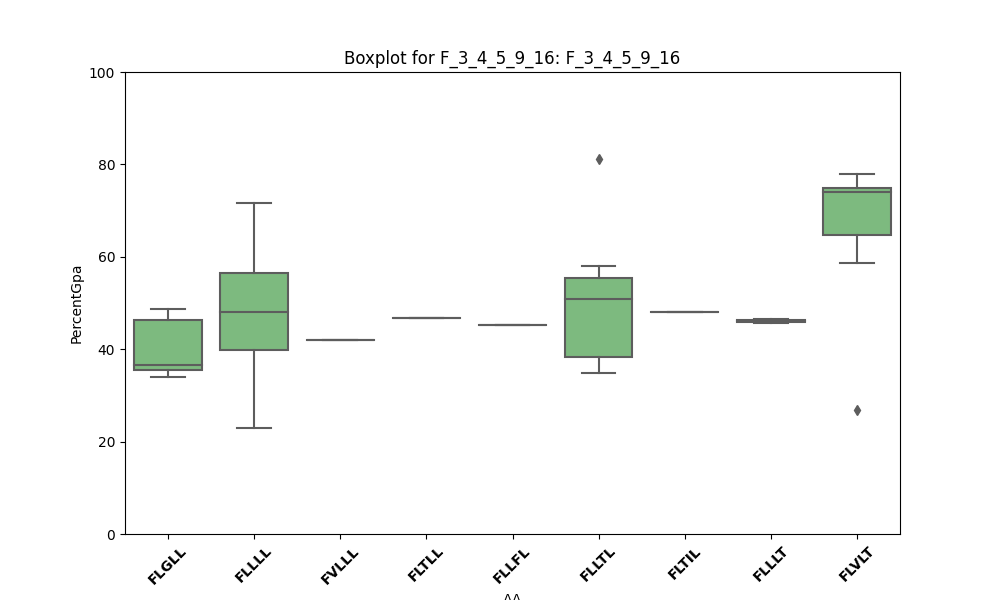 Boxplot for F_3_4_5_9_16: F_3_4_5_9_16
100
80
60
40
20
0
PercentGpa
FLGLL FLLLL FVLLL FLTLL FLLFL FLLTL FLTIL FLLLT FLVLT
AA